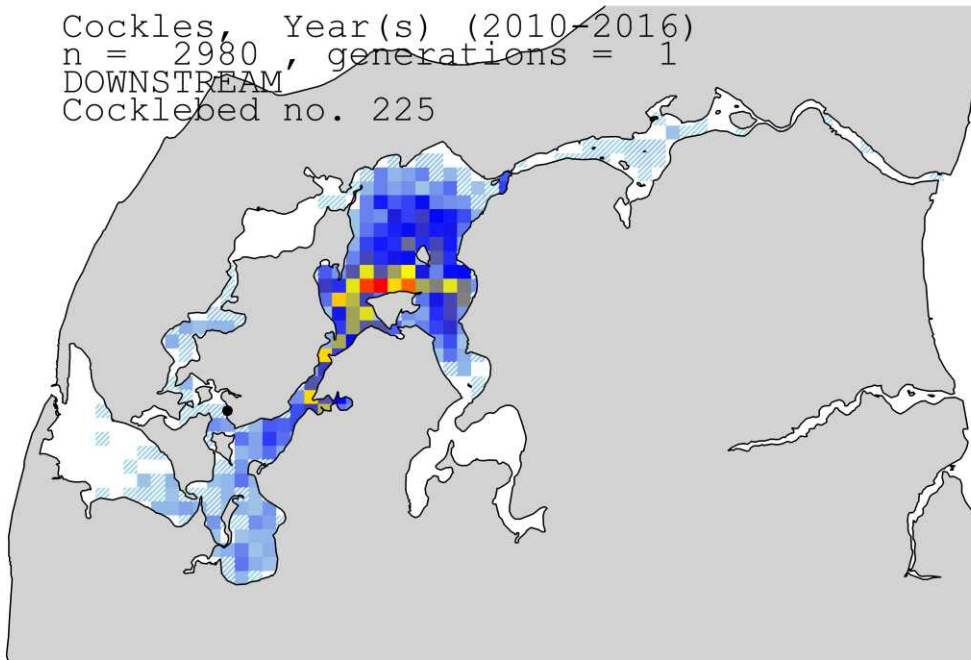 Cockles, Year(s) (2010-2016)
n = 2980 , generations = 1
DOWNSTREAM
Cocklebed no. 225